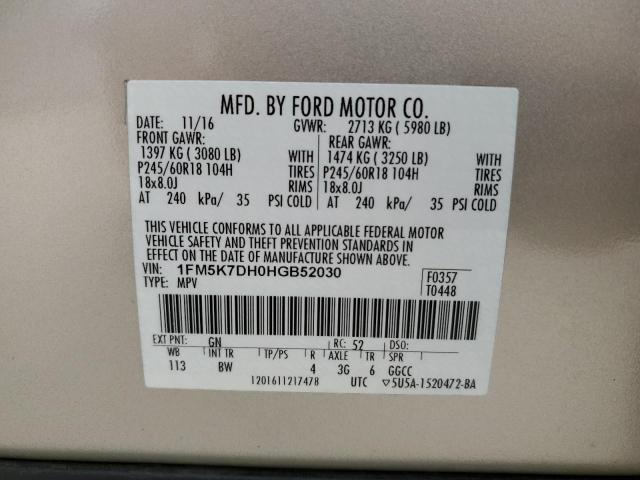 MFD. BY FORD MOTOR CO.
DATE: 11/16 GVWR: 2713 KG ( 5980 LB)
FRONT GAWR: REAR GAWR:
1397 KG ( 3080 LB) WITH 1474 KG ( 3250 LB) WITH
P245/60R18 104H TIRES P245/60R18 104H TIRES
18x8.0J RIMS 18x8.0J RIMS
AT 240 kPa/ 35 PSI COLD AT 240 kPa/ 35 PSI COLD
THIS VEHICLE CONFORMS TO ALL APPLICABLE FEDERAL MOTOR
VEHICLE SAFETY AND THEFT PREVENTION STANDARDS IN
EFFECT ON THE DATE OF MANUFACTURE SHOWN ABOVE.
VIN: 1FM5K7DH0HGB52030 F0357
TYPE: MPV T0448
EXT PNT: GN RC: 52 DSO:
WB INT TR TP/PS R AXLE TR SPR
113 BW 4 3G 6 GGCC
1201611217478 UTC ▽5U5A-1520472-BA